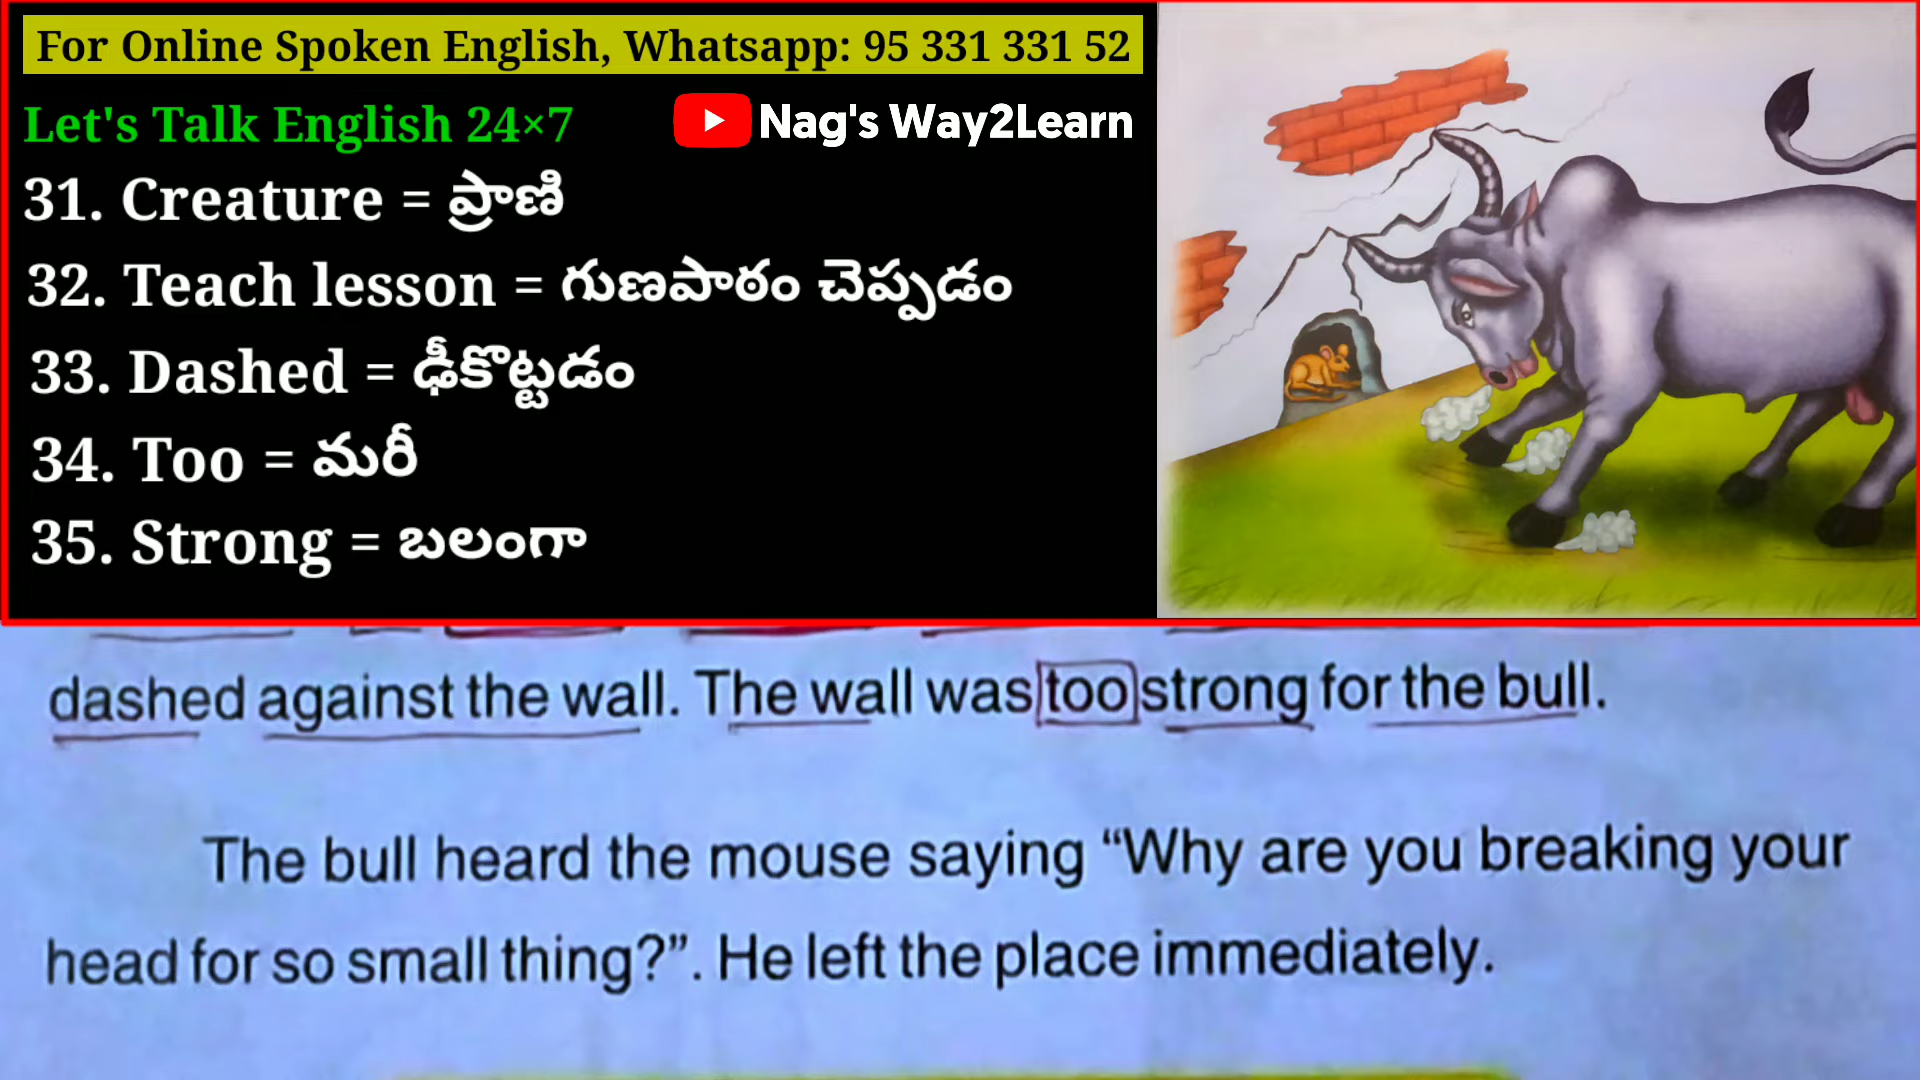 For Online Spoken English, Whatsapp: 95 331 331 52
Let's Talk English 24×7
Nag's Way2Learn
31. Creature = ప్రాణి
32. Teach lesson = గుణపాఠం చెప్పడం
33. Dashed = ఢీకొట్టడం
34. Too = మరీ
35. Strong = బలంగా
dashed against the wall. The wall was too strong for the bull.
The bull heard the mouse saying “Why are you breaking your
head for so small thing?”. He left the place immediately.